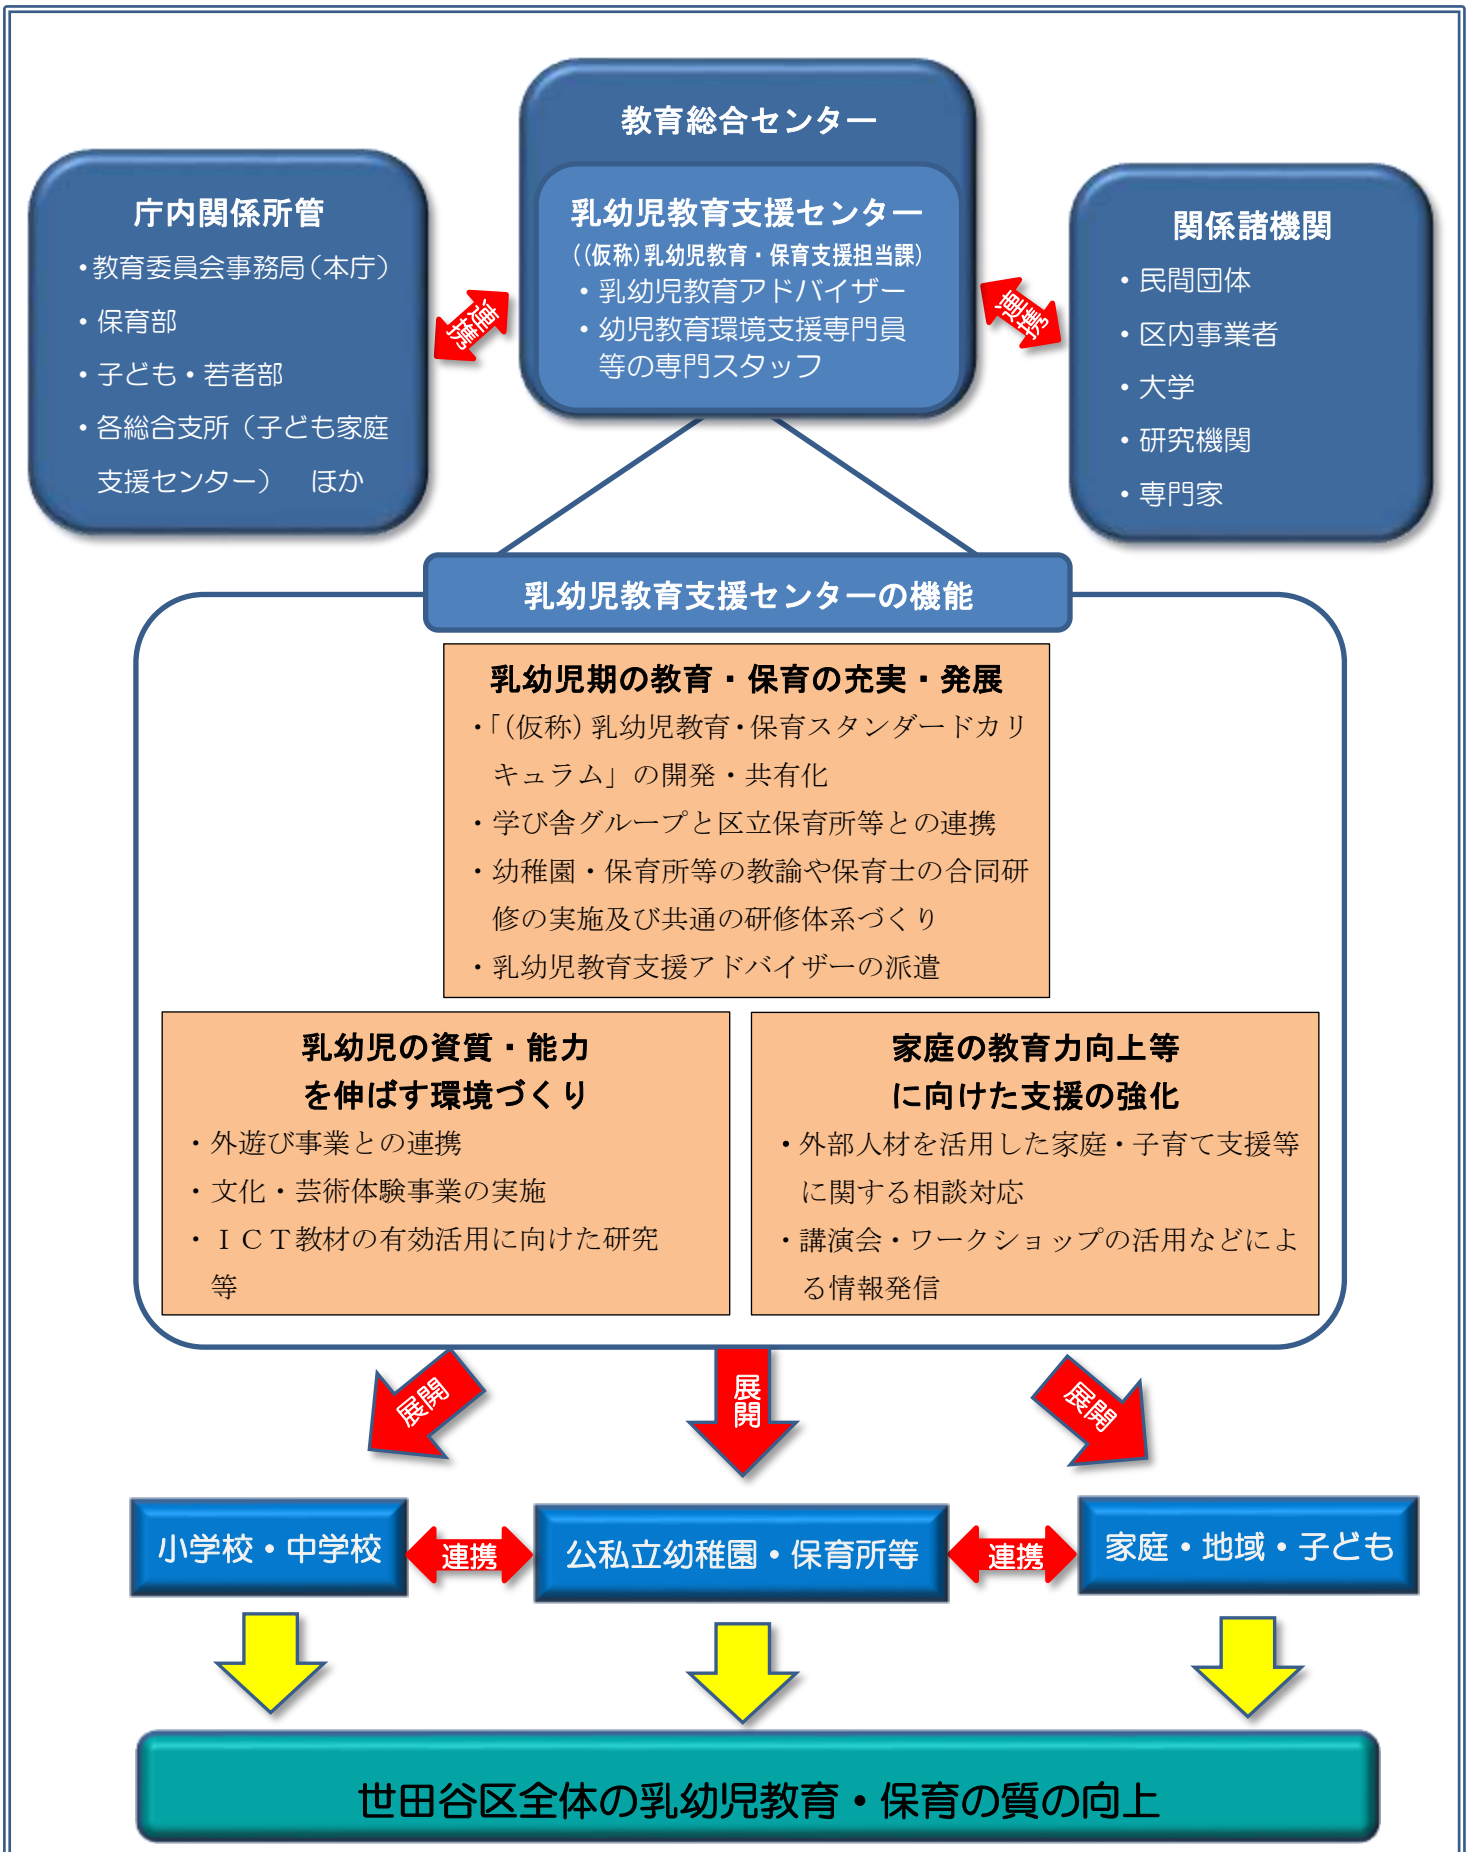 教育総合センター
乳幼児教育支援センター
（（仮称）乳幼児教育・保育支援担当課）
・乳幼児教育アドバイザー
・幼児教育環境支援専門員
等の専門スタッフ
庁内関係所管
・教育委員会事務局（本庁）
・保育部
・子ども・若者部
・各総合支所（子ども家庭
支援センター）　ほか
連携
連携
関係諸機関
・民間団体
・区内事業者
・大学
・研究機関
・専門家
乳幼児教育支援センターの機能
乳幼児期の教育・保育の充実・発展
・「（仮称）乳幼児教育・保育スタンダードカリ
キュラム」の開発・共有化
・学び舎グループと区立保育所等との連携
・幼稚園・保育所等の教諭や保育士の合同研
修の実施及び共通の研修体系づくり
・乳幼児教育支援アドバイザーの派遣
乳幼児の資質・能力
を伸ばす環境づくり
・外遊び事業との連携
・文化・芸術体験事業の実施
・ＩＣＴ教材の有効活用に向けた研究
等
家庭の教育力向上等
に向けた支援の強化
・外部人材を活用した家庭・子育て支援等
に関する相談対応
・講演会・ワークショップの活用などによ
る情報発信
展開
展開
展開
小学校・中学校
連携
公私立幼稚園・保育所等
連携
家庭・地域・子ども
世田谷区全体の乳幼児教育・保育の質の向上